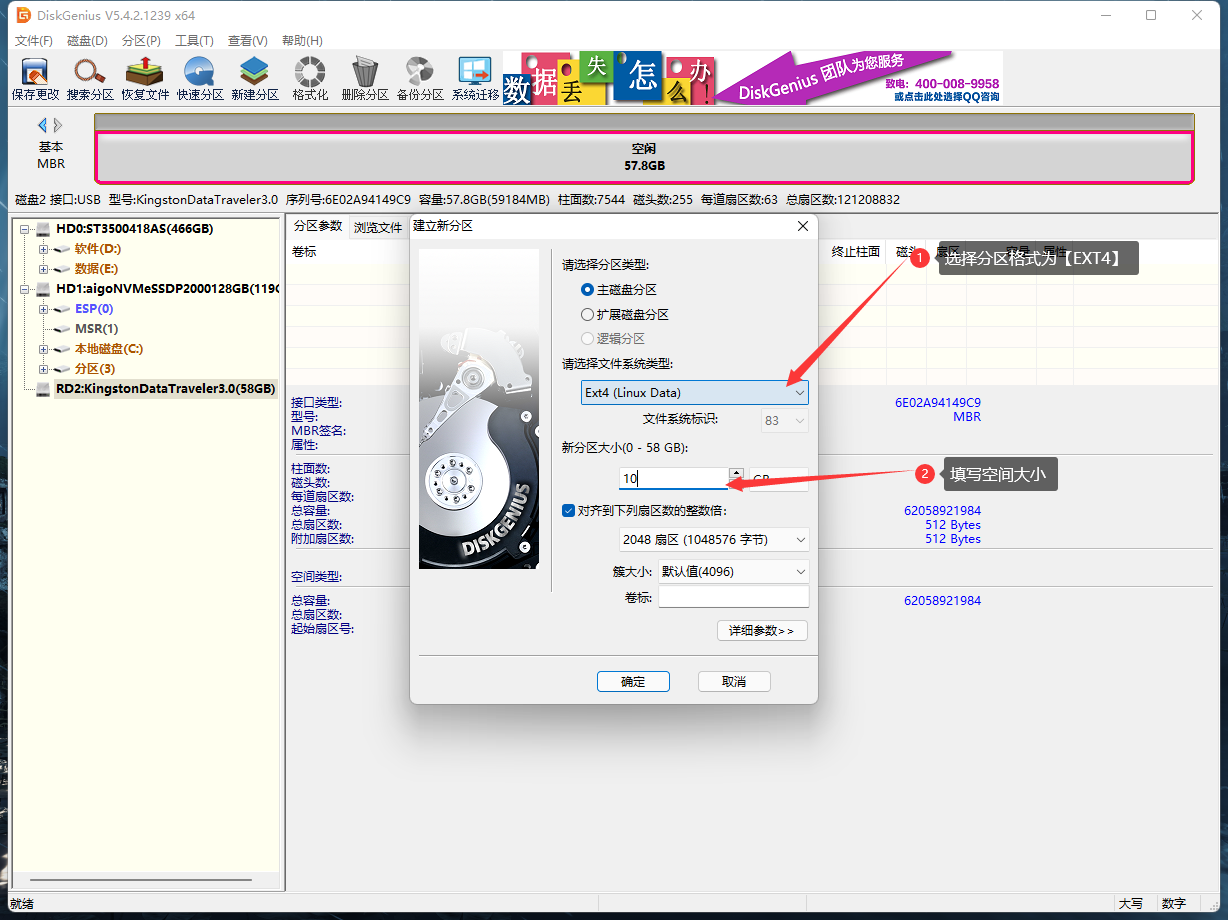 DiskGenius V5.4.2.1239 x64
文件(F) 磁盘(D) 分区(P) 工具(T) 查看(V) 帮助(H)
保存更改 搜索分区 恢复文件 快速分区 新建分区 格式化 删除分区 备份分区 系统迁移
数据丢失怎么办!
DiskGenius 团队为您服务
致电：400-008-9958
或点击此处选择QQ咨询
基本
MBR
空闲
57.8GB
磁盘2 接口:USB 型号:KingstonDataTraveler3.0 序列号:6E02A94149C9 容量:57.8GB(59184MB) 柱面数:7544 磁头数:255 每道扇区数:63 总扇区数:121208832
HD0:ST3500418AS(466GB)
软件(D:)
数据(E:)
HD1:aigoNVMeSSDP2000128GB(119G
ESP(0)
MSR(1)
本地磁盘(C:)
分区(3)
RD2:KingstonDataTraveler3.0(58GB)
分区参数 浏览文件
卷标
终止柱面 磁头 扇区 容量 属性
接口类型:
型号:
MBR签名:
属性:
6E02A94149C9
MBR
柱面数:
磁头数:
每道扇区数:
总容量:
总扇区数:
附加扇区数:
62058921984
512 Bytes
512 Bytes
空间类型:
总容量:
总扇区数:
起始扇区号:
62058921984
建立新分区
DISKGENIUS
请选择分区类型:
主磁盘分区
扩展磁盘分区
逻辑分区
请选择文件系统类型:
Ext4 (Linux Data)
文件系统标识: 83
新分区大小(0 - 58 GB):
10 GB
对齐到下列扇区数的整数倍:
2048 扇区 (1048576 字节)
簇大小: 默认值(4096)
卷标:
详细参数>>
确定 取消
1 选择分区格式为【EXT4】
2 填写空间大小
就绪
大写 数字